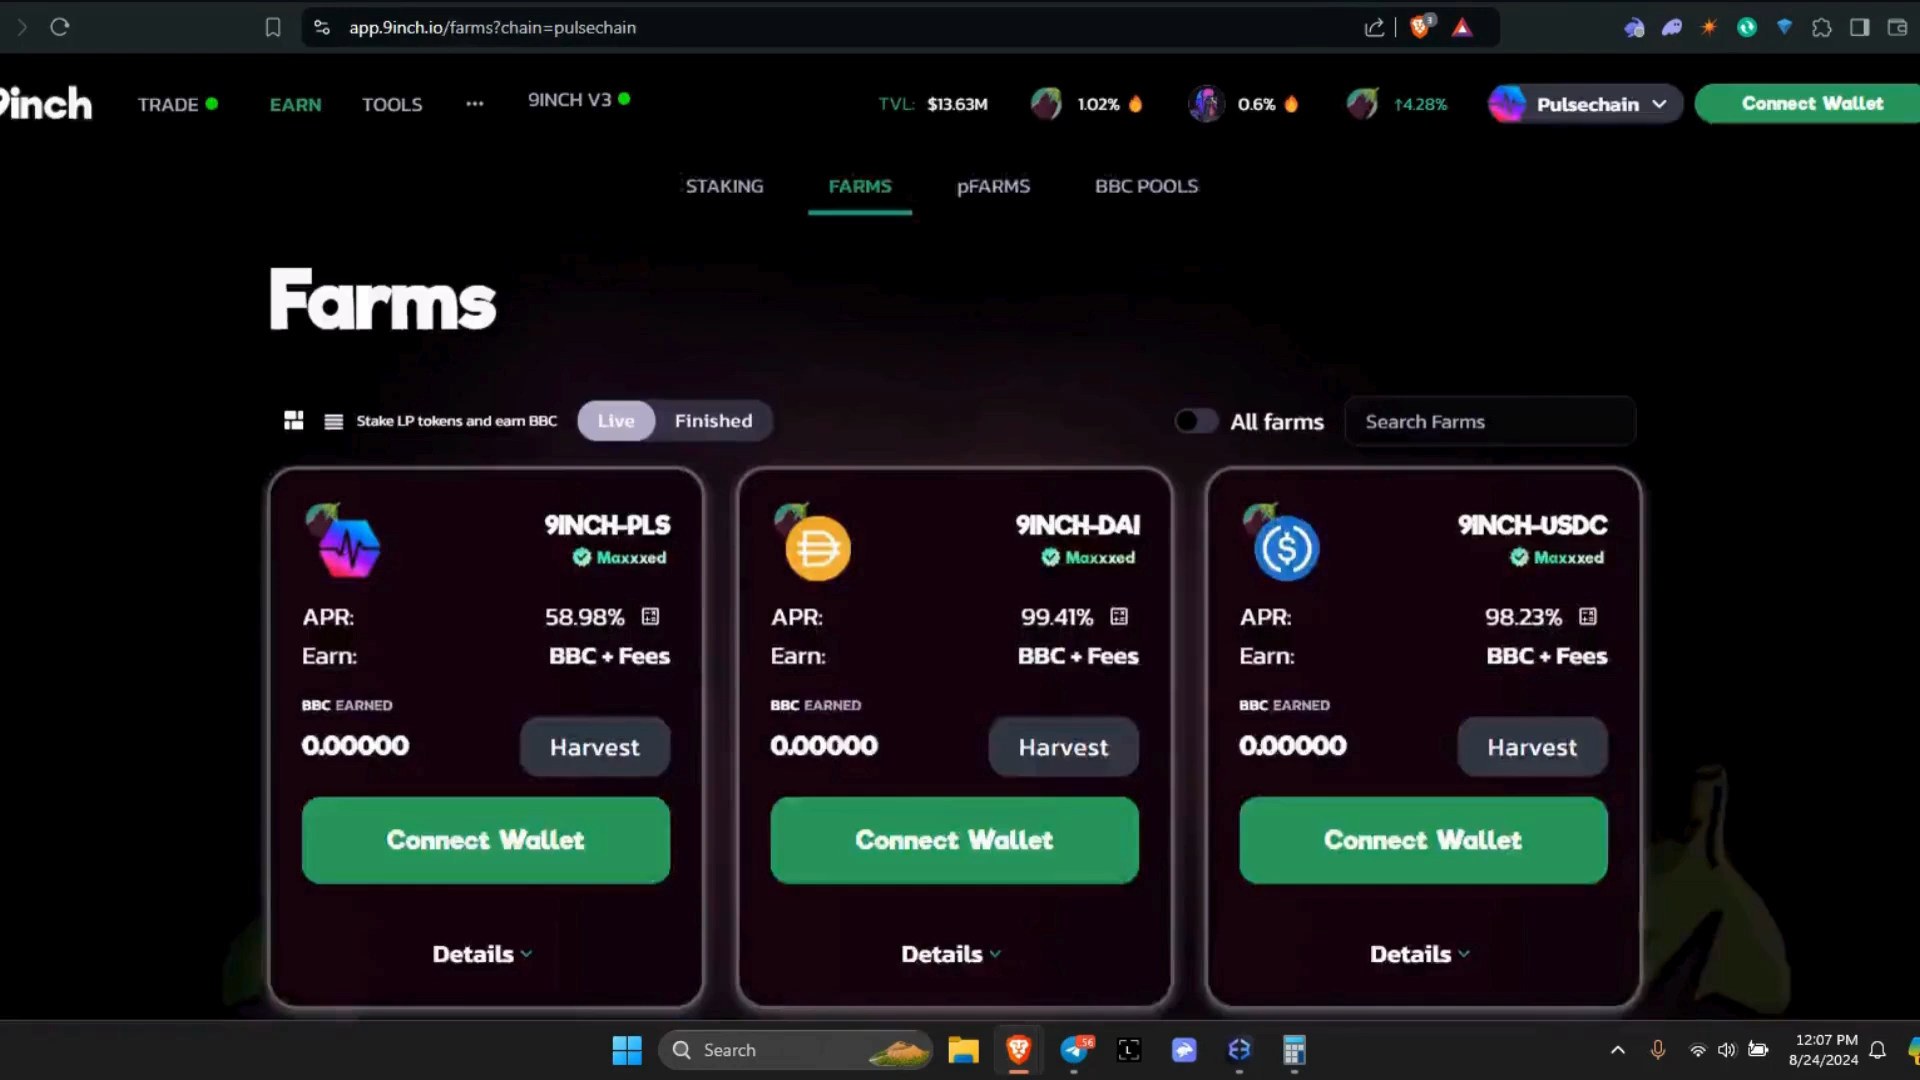 app.9inch.io/farms?chain=pulsechain
3
9inch
TRADE
EARN
TOOLS
...
9INCH V3
TVL: $13.63M
1.02%
0.6%
↑4.28%
Pulsechain
Connect Wallet
STAKING
FARMS
pFARMS
BBC POOLS
Farms
Stake LP tokens and earn BBC
Live
Finished
All farms
Search Farms
9INCH-PLS
Maxxxed
APR: 58.98%
Earn: BBC + Fees
BBC EARNED
0.00000
Harvest
Connect Wallet
Details
9INCH-DAI
Maxxxed
APR: 99.41%
Earn: BBC + Fees
BBC EARNED
0.00000
Harvest
Connect Wallet
Details
9INCH-USDC
Maxxxed
APR: 98.23%
Earn: BBC + Fees
BBC EARNED
0.00000
Harvest
Connect Wallet
Details
Search
56
L
12:07 PM
8/24/2024